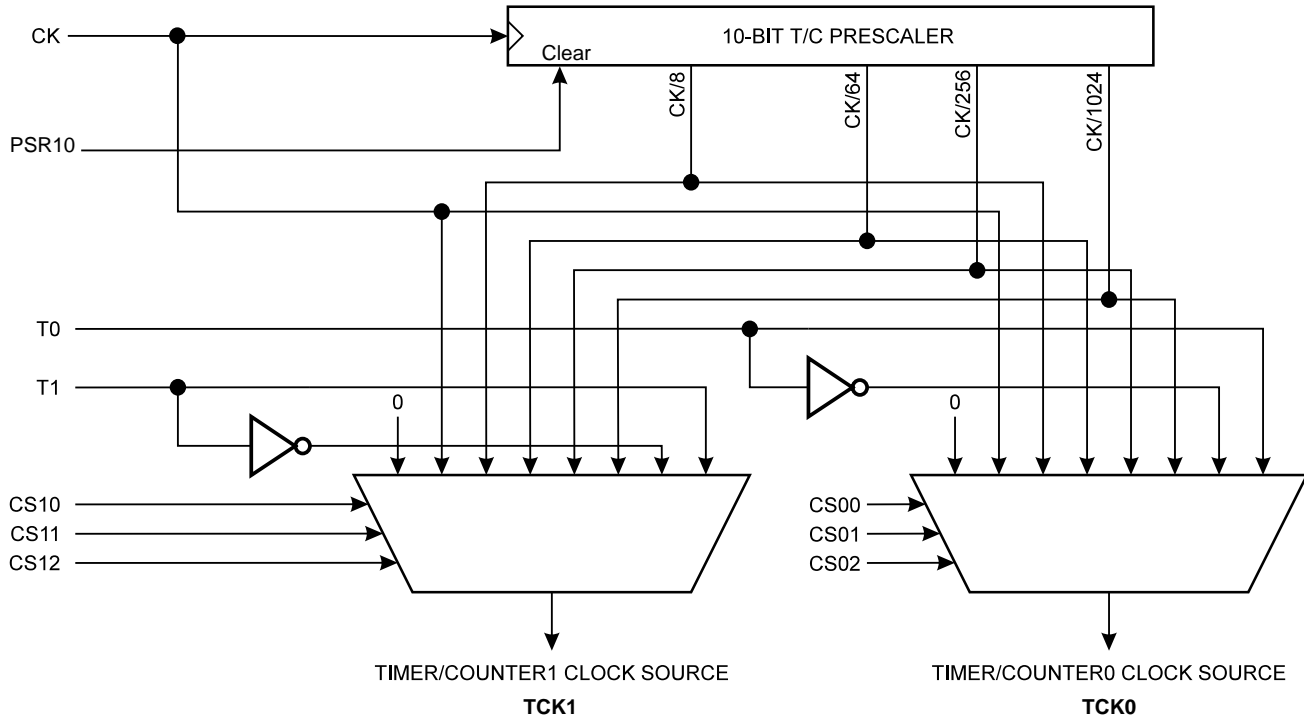 CK
10-BIT T/C PRESCALER
Clear
CK/8
CK/64
CK/256
CK/1024
PSR10
T0
T1
0
0
CS10
CS11
CS12
CS00
CS01
CS02
TIMER/COUNTER1 CLOCK SOURCE
TCK1
TIMER/COUNTER0 CLOCK SOURCE
TCK0